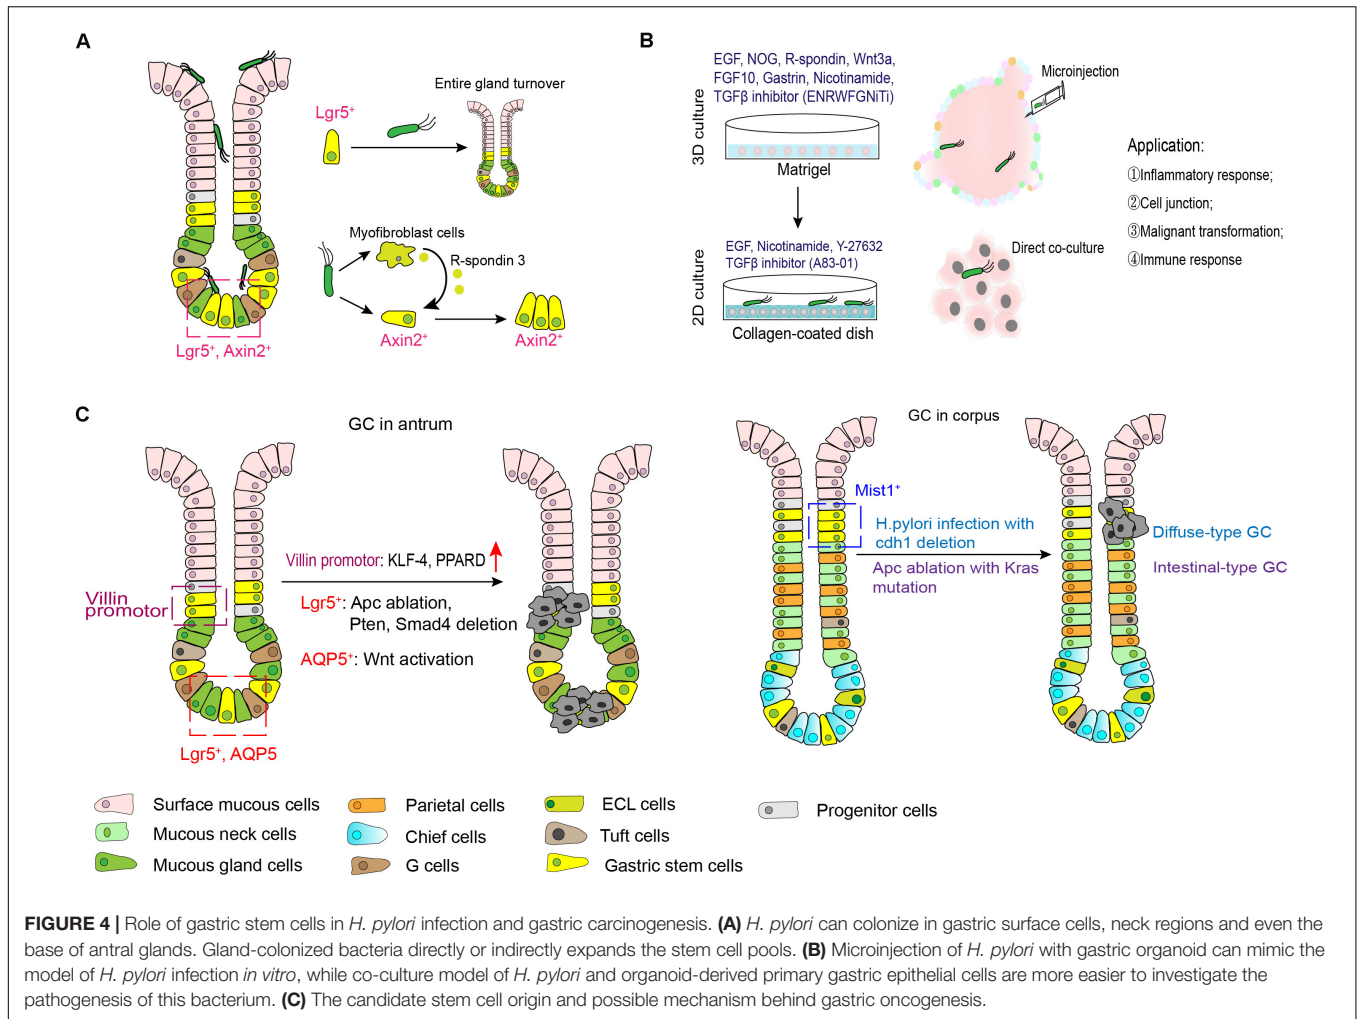 A
Entire gland turnover
Lgr5⁺
Myofibroblast cells
R-spondin 3
Axin2⁺
Axin2⁺
Lgr5⁺, Axin2⁺
B
3D culture
EGF, NOG, R-spondin, Wnt3a,
FGF10, Gastrin, Nicotinamide,
TGFβ inhibitor (ENRWFGNiTi)
Matrigel
Microinjection
2D culture
EGF, Nicotinamide, Y-27632
TGFβ inhibitor (A83-01)
Collagen-coated dish
Direct co-culture
Application:
①Inflammatory response;
②Cell junction;
③Malignant transformation;
④Immune response
C
GC in antrum
Villin
promotor
Villin promotor: KLF-4, PPARD
Lgr5⁺: Apc ablation,
Pten, Smad4 deletion
AQP5⁺: Wnt activation
Lgr5⁺, AQP5
GC in corpus
Mist1⁺
H.pylori infection with
cdh1 deletion
Apc ablation with Kras
mutation
Diffuse-type GC
Intestinal-type GC
Surface mucous cells
Parietal cells
ECL cells
Progenitor cells
Mucous neck cells
Chief cells
Tuft cells
Mucous gland cells
G cells
Gastric stem cells
FIGURE 4 | Role of gastric stem cells in H. pylori infection and gastric carcinogenesis. (A) H. pylori can colonize in gastric surface cells, neck regions and even the
base of antral glands. Gland-colonized bacteria directly or indirectly expands the stem cell pools. (B) Microinjection of H. pylori with gastric organoid can mimic the
model of H. pylori infection in vitro, while co-culture model of H. pylori and organoid-derived primary gastric epithelial cells are more easier to investigate the
pathogenesis of this bacterium. (C) The candidate stem cell origin and possible mechanism behind gastric oncogenesis.